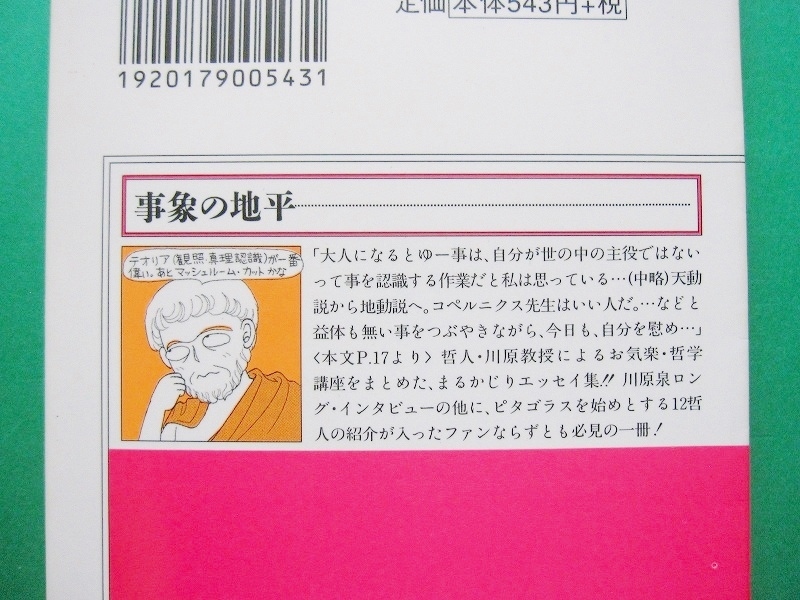 定価 本体543円+税
1920179005431
事象の地平
テオリア(観照、真理認識)が一番
偉い。あと マッシュルーム・カットかな
「大人になるとゆー事は、自分が世の中の主役ではない
って事を認識する作業だと私は思っている…(中略)天動
説から地動説へ。コペルニクス先生はいい人だ。…などと
益体も無い事をつぶやきながら、今日も、自分を慰め…」
〈本文P.17より〉 哲人・川原教授によるお気楽・哲学
講座をまとめた、まるかじりエッセイ集!! 川原泉ロン
グ・インタビューの他に、ピタゴラスを始めとする12哲
人の紹介が入ったファンならずとも必見の一冊!